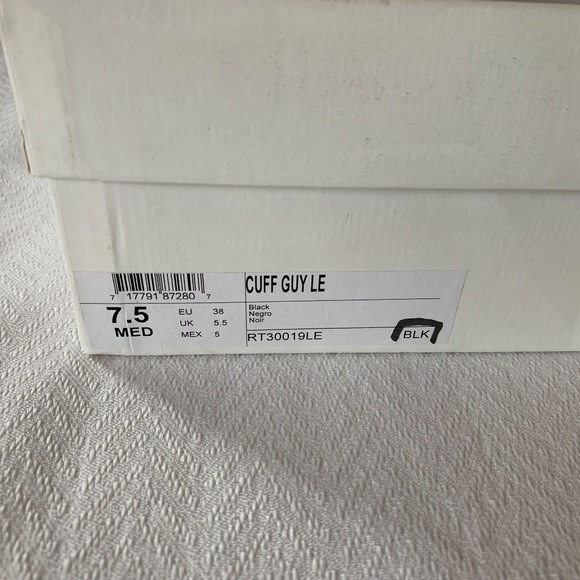 7 17791 87280 7
7.5
MED
EU 38
UK 5.5
MEX 5
CUFF GUY LE
Black
Negro
Noir
RT30019LE
BLK